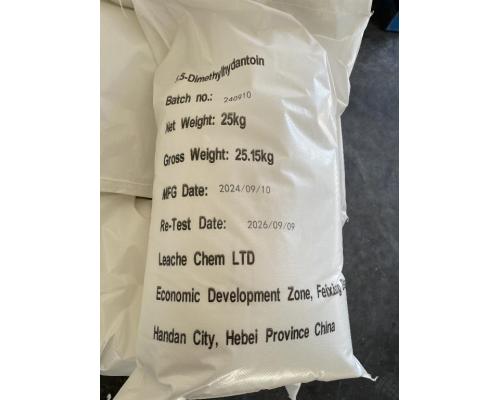 5-Dimethylhydantoin
Batch no.: 240910
Net Weight: 25kg
Gross Weight: 25.15kg
MFG Date: 2024/09/10
Re-Test Date: 2026/09/09
Leache Chem LTD
Economic Development Zone, Feixiang
Handan City, Hebei Province China